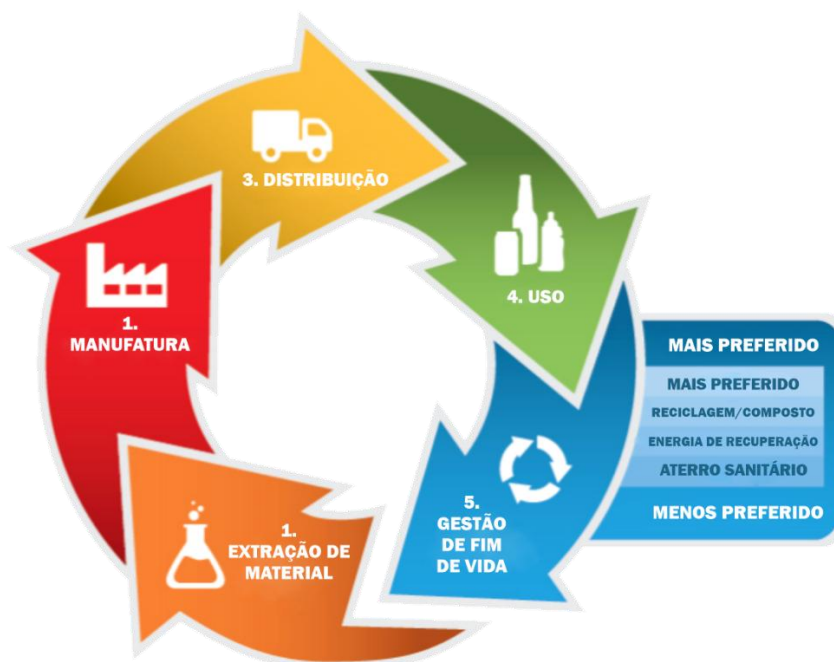 3. DISTRIBUIÇÃO
4. USO
1.
MANUFATURA
MAIS PREFERIDO
MAIS PREFERIDO
RECICLAGEM/COMPOSTO
ENERGIA DE RECUPERAÇÃO
ATERRO SANITÁRIO
MENOS PREFERIDO
5.
GESTÃO
DE FIM
DE VIDA
1.
EXTRAÇÃO DE
MATERIAL